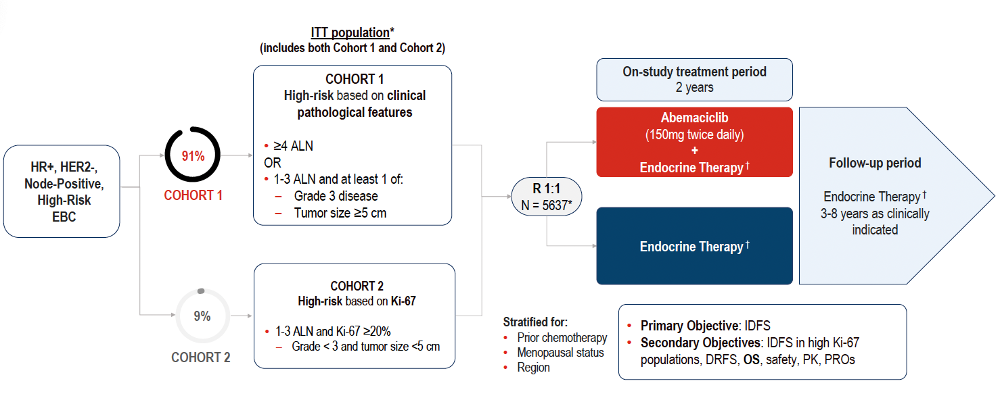 ITT population*
(includes both Cohort 1 and Cohort 2)
HR+, HER2-,
Node-Positive,
High-Risk
EBC
91%
COHORT 1
9%
COHORT 2
COHORT 1
High-risk based on clinical
pathological features
• ≥4 ALN
OR
• 1-3 ALN and at least 1 of:
– Grade 3 disease
– Tumor size ≥5 cm
COHORT 2
High-risk based on Ki-67
• 1-3 ALN and Ki-67 ≥20%
– Grade < 3 and tumor size <5 cm
R 1:1
N = 5637*
Stratified for:
• Prior chemotherapy
• Menopausal status
• Region
On-study treatment period
2 years
Abemaciclib
(150mg twice daily)
+
Endocrine Therapy†
Endocrine Therapy†
Follow-up period
Endocrine Therapy†
3-8 years as clinically
indicated
• Primary Objective: IDFS
• Secondary Objectives: IDFS in high Ki-67
populations, DRFS, OS, safety, PK, PROs